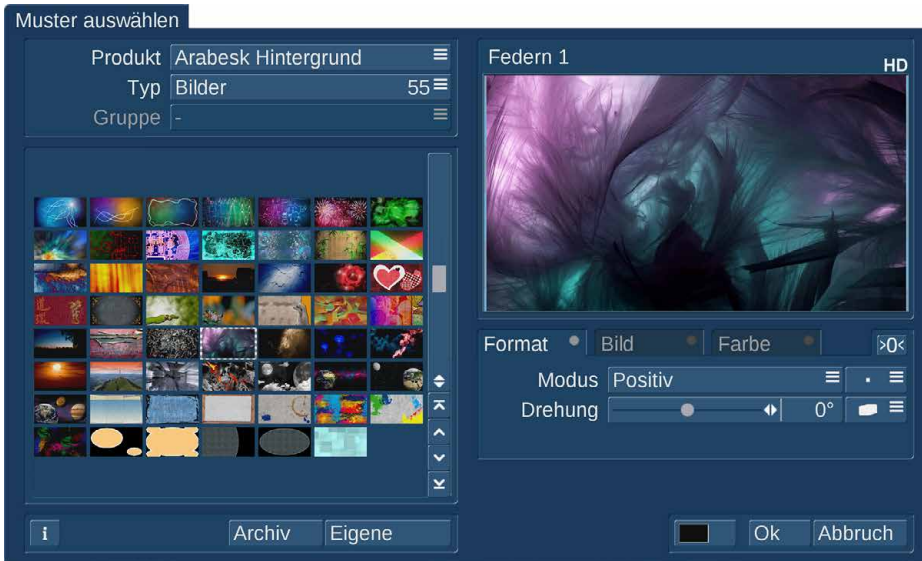 Muster auswählen
Produkt Arabesk Hintergrund
Typ Bilder 55
Gruppe -
Federn 1 HD
Format Bild Farbe >0<
Modus Positiv
Drehung 0°
i Archiv Eigene Ok Abbruch